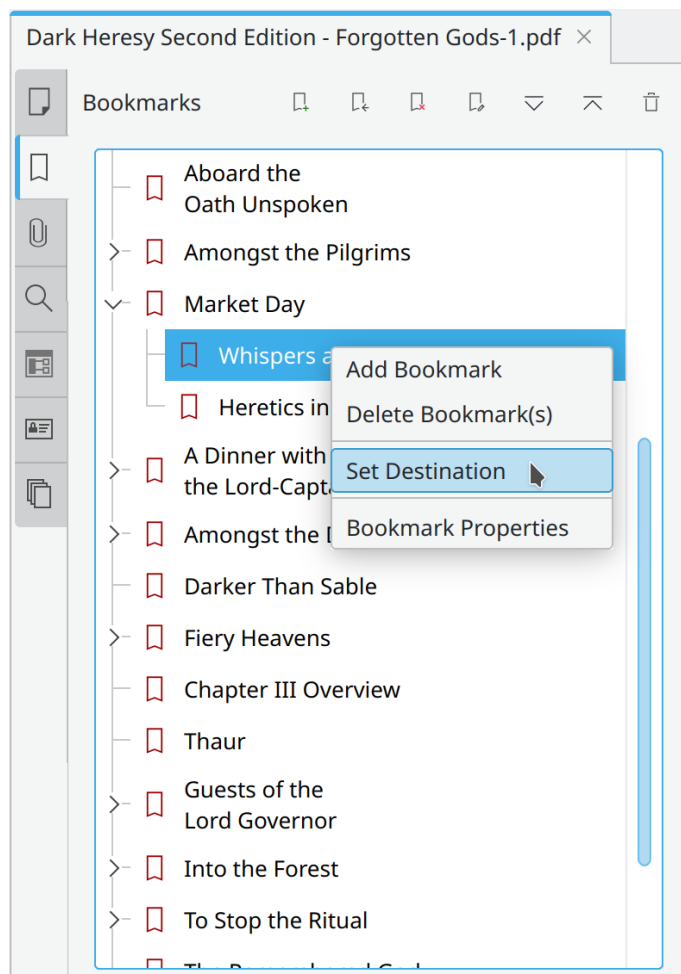 Dark Heresy Second Edition - Forgotten Gods-1.pdf
Bookmarks
Aboard the
Oath Unspoken
Amongst the Pilgrims
Market Day
Whispers
Add Bookmark
Heretics in
Delete Bookmark(s)
A Dinner with
the Lord-Capt
Set Destination
Amongst the
Bookmark Properties
Darker Than Sable
Fiery Heavens
Chapter III Overview
Thaur
Guests of the
Lord Governor
Into the Forest
To Stop the Ritual